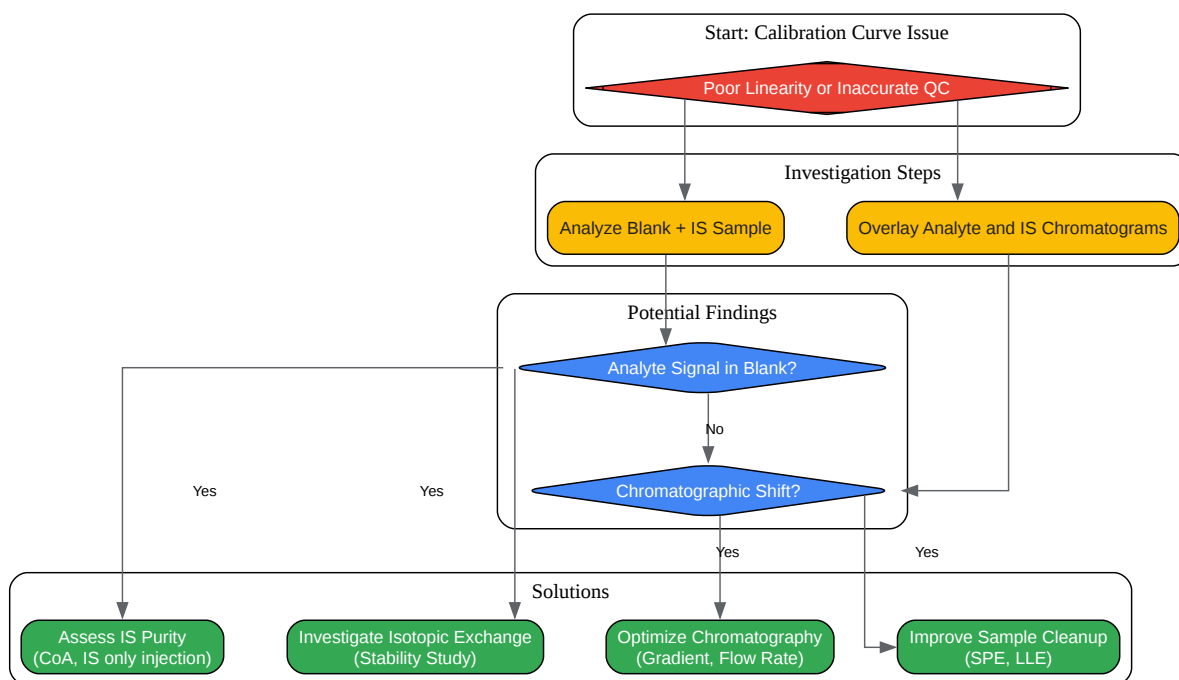 Start: Calibration Curve Issue
Poor Linearity or Inaccurate QC
Investigation Steps
Analyze Blank + IS Sample
Overlay Analyte and IS Chromatograms
Potential Findings
Analyte Signal in Blank?
No
Chromatographic Shift?
Yes
Yes
Yes
Yes
Solutions
Assess IS Purity
(CoA, IS only injection)
Investigate Isotopic Exchange
(Stability Study)
Optimize Chromatography
(Gradient, Flow Rate)
Improve Sample Cleanup
(SPE, LLE)